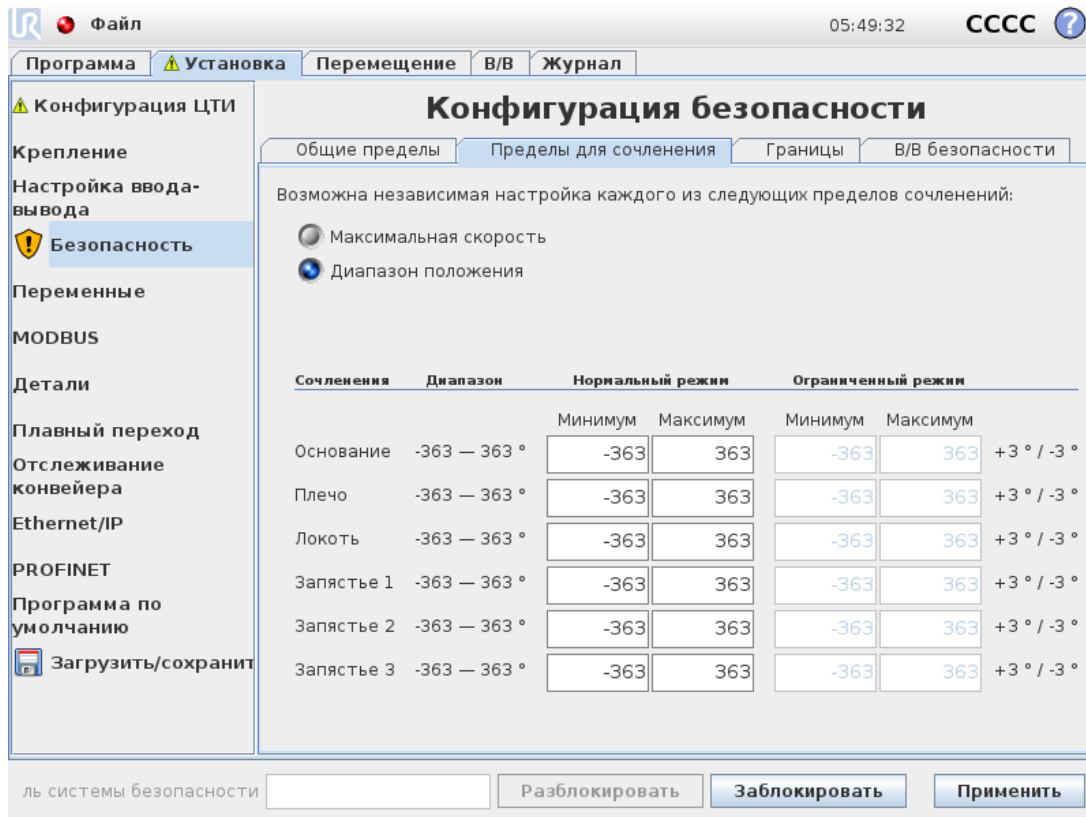 UR Файл 05:49:32 CCCC ?
Программа Установка Перемещение В/В Журнал
Конфигурация ЦТИ
Крепление
Настройка ввода-
вывода
Безопасность
Переменные
MODBUS
Детали
Плавный переход
Отслеживание
конвейера
Ethernet/IP
PROFINET
Программа по
умолчанию
Загрузить/сохранит
Конфигурация безопасности
Общие пределы Пределы для сочленения Границы В/В безопасности
Возможна независимая настройка каждого из следующих пределов сочленений:
Максимальная скорость
Диапазон положения
Сочленения Диапазон Нормальный режим Ограниченный режим
Минимум Максимум Минимум Максимум
Основание -363 — 363 ° -363 363 -363 363 +3 ° / -3 °
Плечо -363 — 363 ° -363 363 -363 363 +3 ° / -3 °
Локоть -363 — 363 ° -363 363 -363 363 +3 ° / -3 °
Запястье 1 -363 — 363 ° -363 363 -363 363 +3 ° / -3 °
Запястье 2 -363 — 363 ° -363 363 -363 363 +3 ° / -3 °
Запястье 3 -363 — 363 ° -363 363 -363 363 +3 ° / -3 °
ль системы безопасности Разблокировать Заблокировать Применить